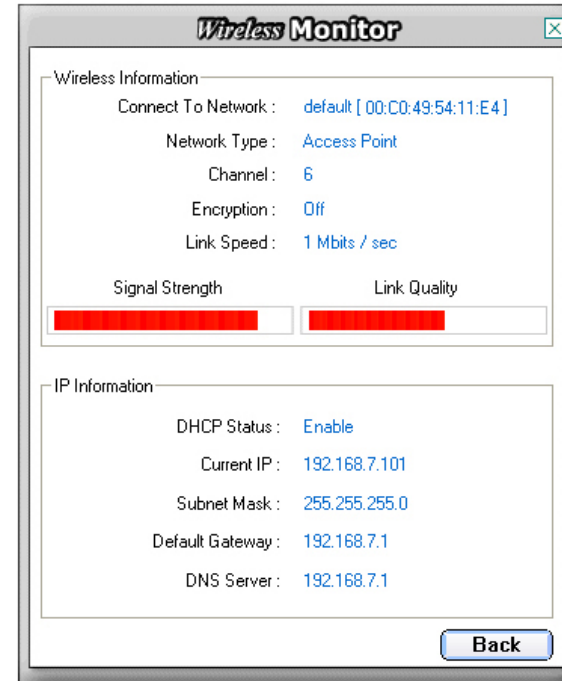 Wireless Monitor
Wireless Information
Connect To Network : default [ 00:C0:49:54:11:E4 ]
Network Type : Access Point
Channel : 6
Encryption : Off
Link Speed : 1 Mbits / sec
Signal Strength Link Quality
IP Information
DHCP Status : Enable
Current IP : 192.168.7.101
Subnet Mask : 255.255.255.0
Default Gateway : 192.168.7.1
DNS Server : 192.168.7.1
Back